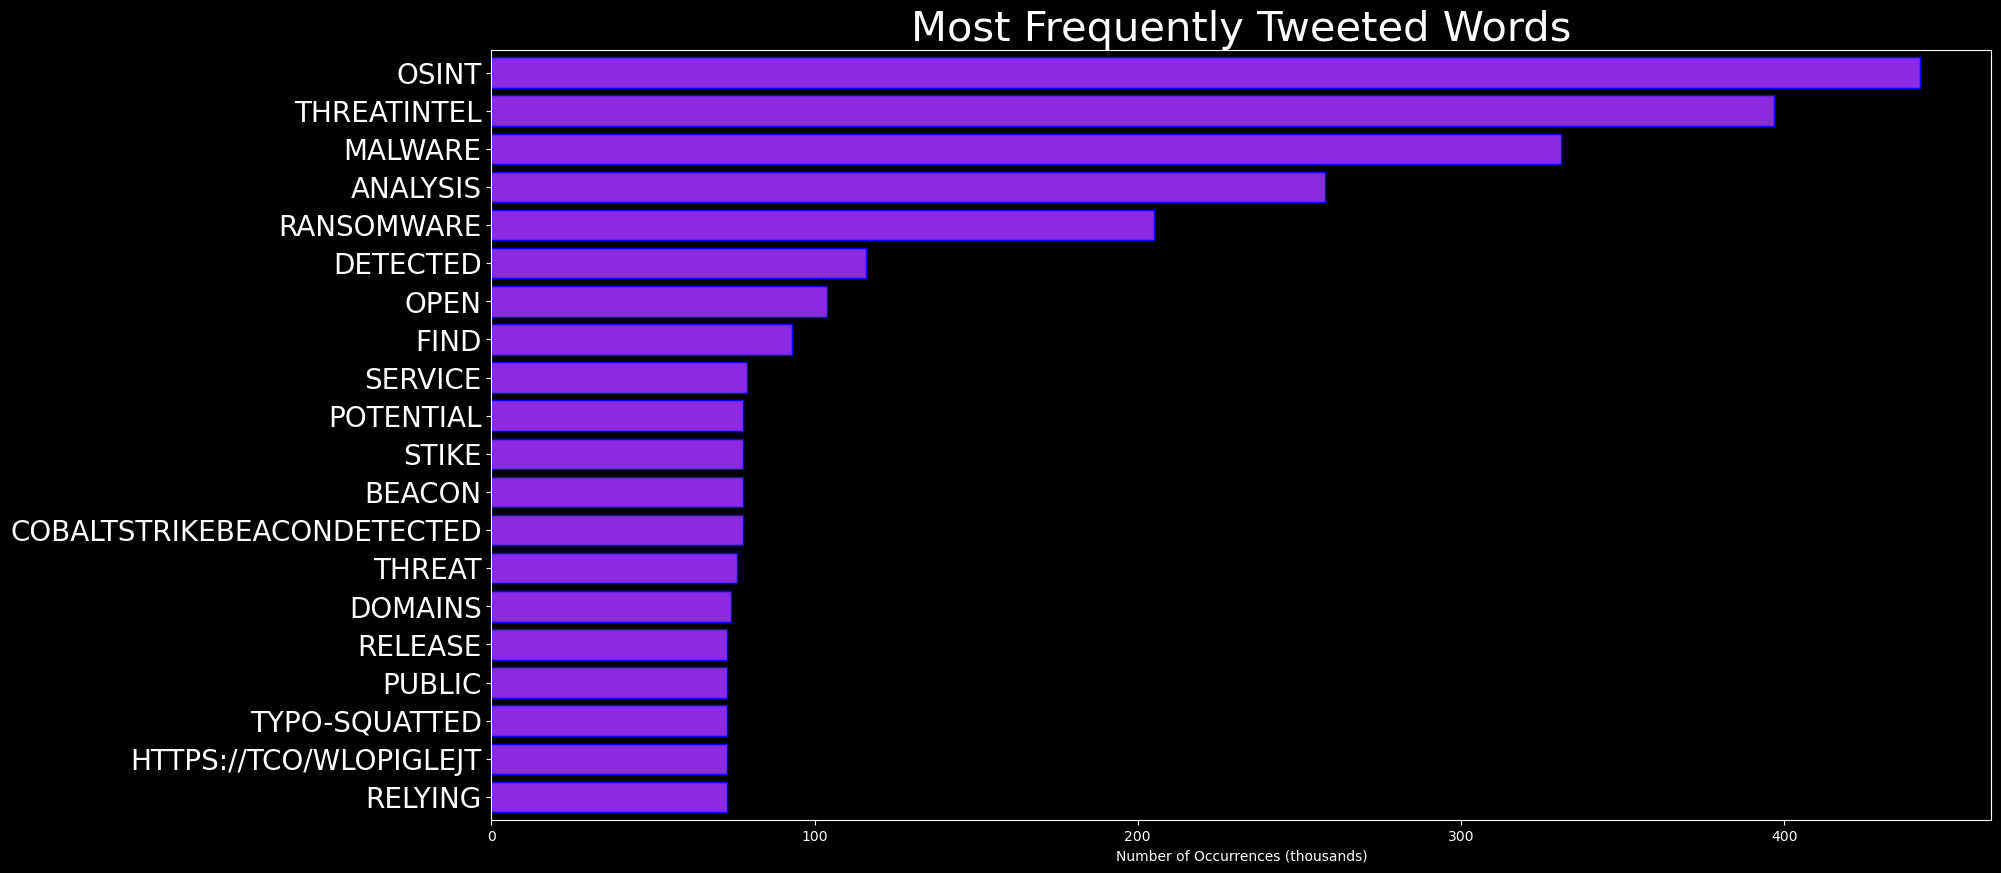 Most Frequently Tweeted Words
OSINT
THREATINTEL
MALWARE
ANALYSIS
RANSOMWARE
DETECTED
OPEN
FIND
SERVICE
POTENTIAL
STIKE
BEACON
COBALTSTRIKEBEACONDETECTED
THREAT
DOMAINS
RELEASE
PUBLIC
TYPO-SQUATTED
HTTPS://TCO/WLOPIGLEJT
RELYING
0 100 200 300 400
Number of Occurrences (thousands)